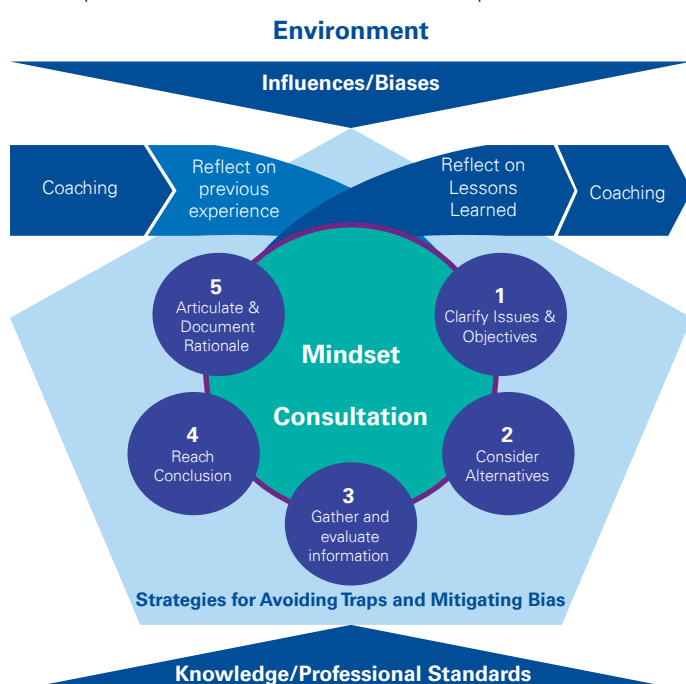 Environment
Influences/Biases
Coaching
Reflect on
previous
experience
Reflect on
Lessons
Learned
Coaching
5
Articulate &
Document
Rationale
1
Clarify Issues &
Objectives
Mindset
Consultation
4
Reach
Conclusion
2
Consider
Alternatives
3
Gather and
evaluate
information
Strategies for Avoiding Traps and Mitigating Bias
Knowledge/Professional Standards